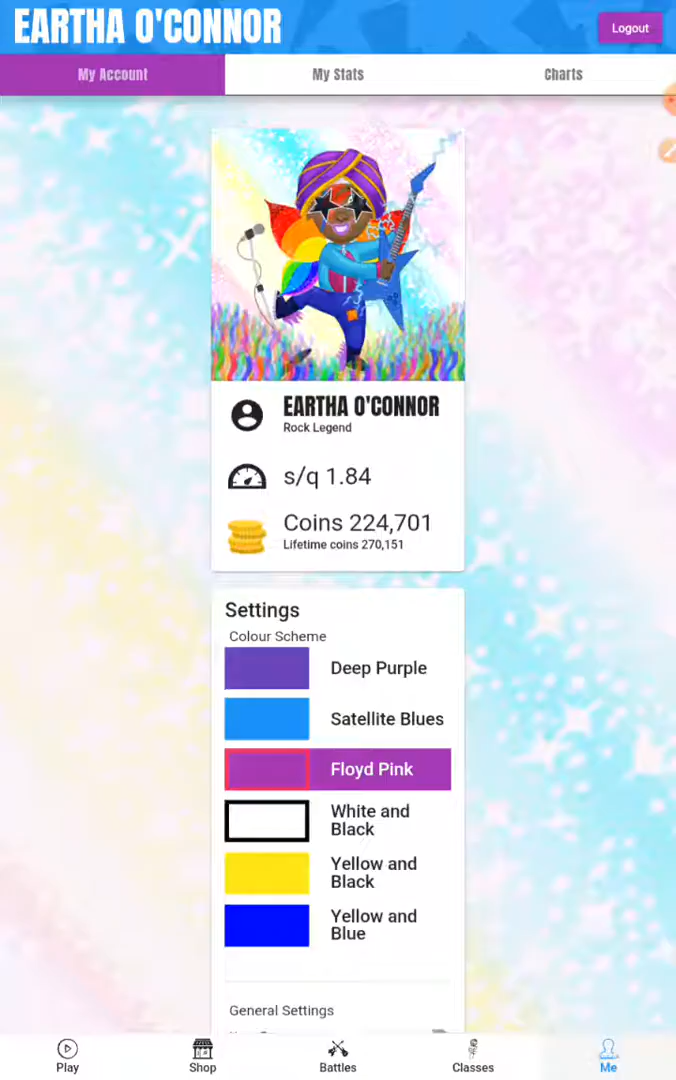 EARTHA O'CONNOR
Logout
My Account
My Stats
Charts
EARTHA O'CONNOR
Rock Legend
s/q 1.84
Coins 224,701
Lifetime coins 270,151
Settings
Colour Scheme
Deep Purple
Satellite Blues
Floyd Pink
White and
Black
Yellow and
Black
Yellow and
Blue
General Settings
Play
Shop
Battles
Classes
Me